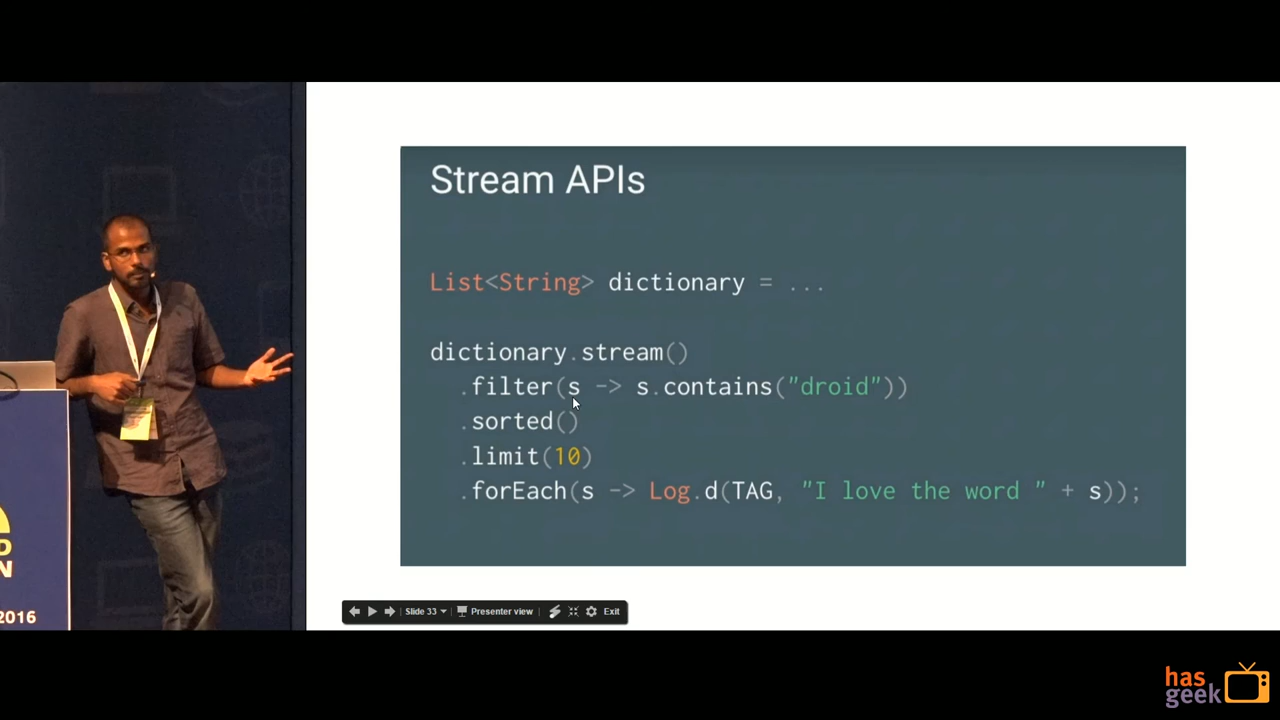 Stream APIs
List<String> dictionary = ...
dictionary.stream()
.filter(s -> s.contains("droid"))
.sorted()
.limit(10)
.forEach(s -> Log.d(TAG, "I love the word " + s));
Slide 33
Presenter view
Exit
D
N
2016
has
geek